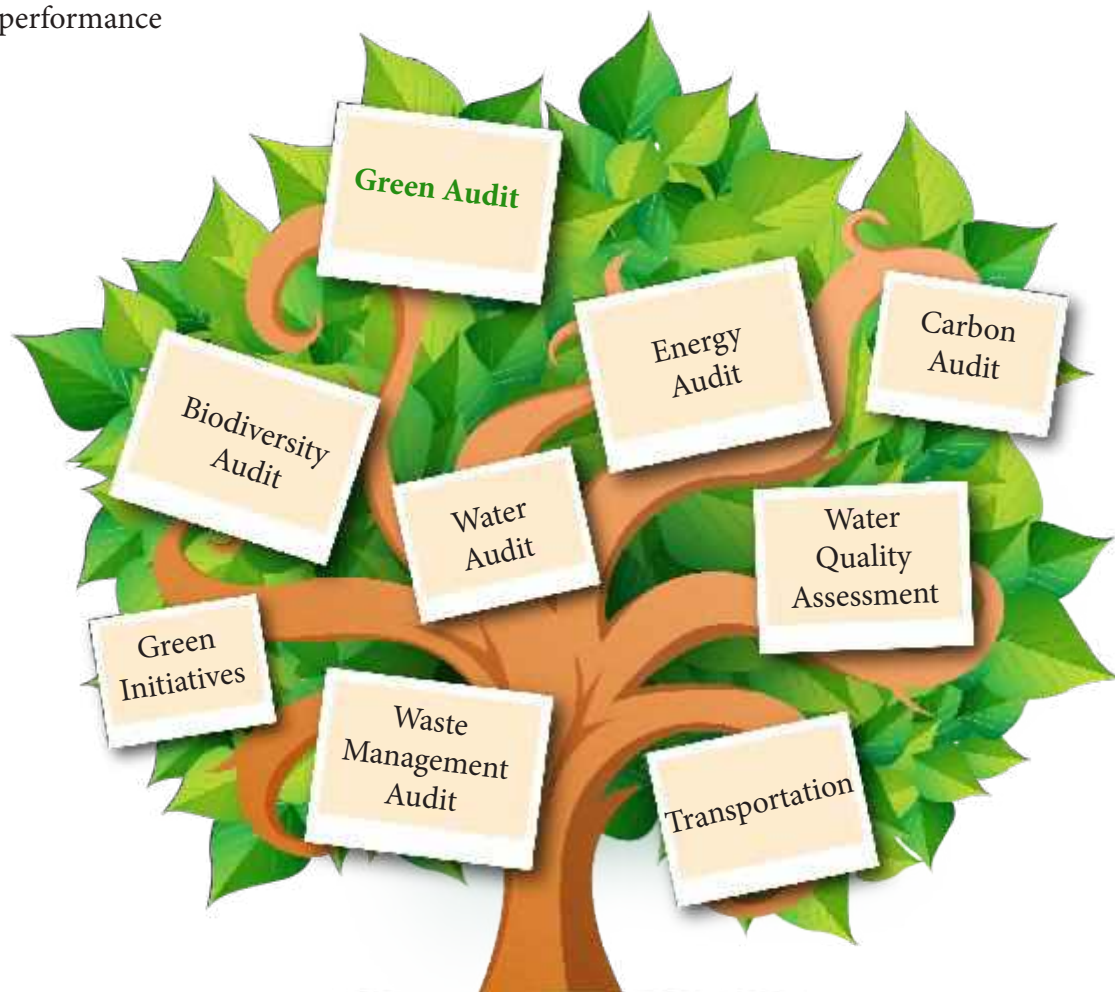 performance
Green Audit
Energy
Audit
Carbon
Audit
Biodiversity
Audit
Water
Audit
Water
Quality
Assessment
Green
Initiatives
Waste
Management
Audit
Transportation